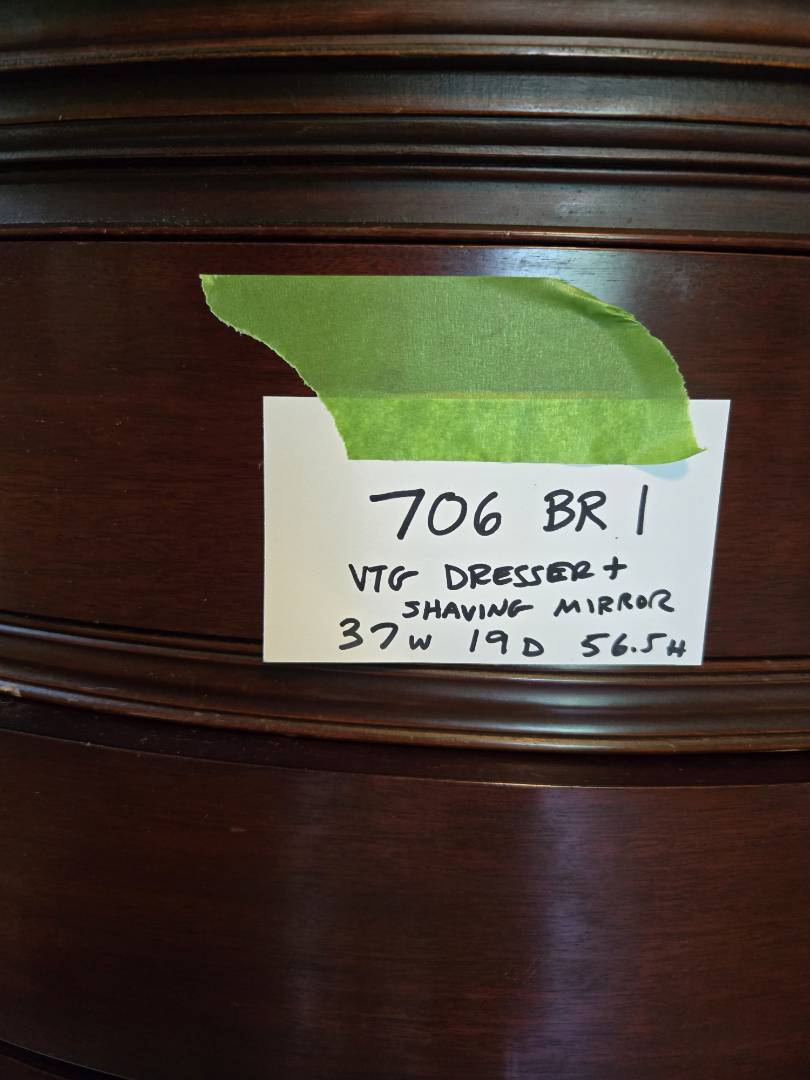 706 BR 1
VTG DRESSER +
SHAVING MIRROR
37W 19D 56.5H